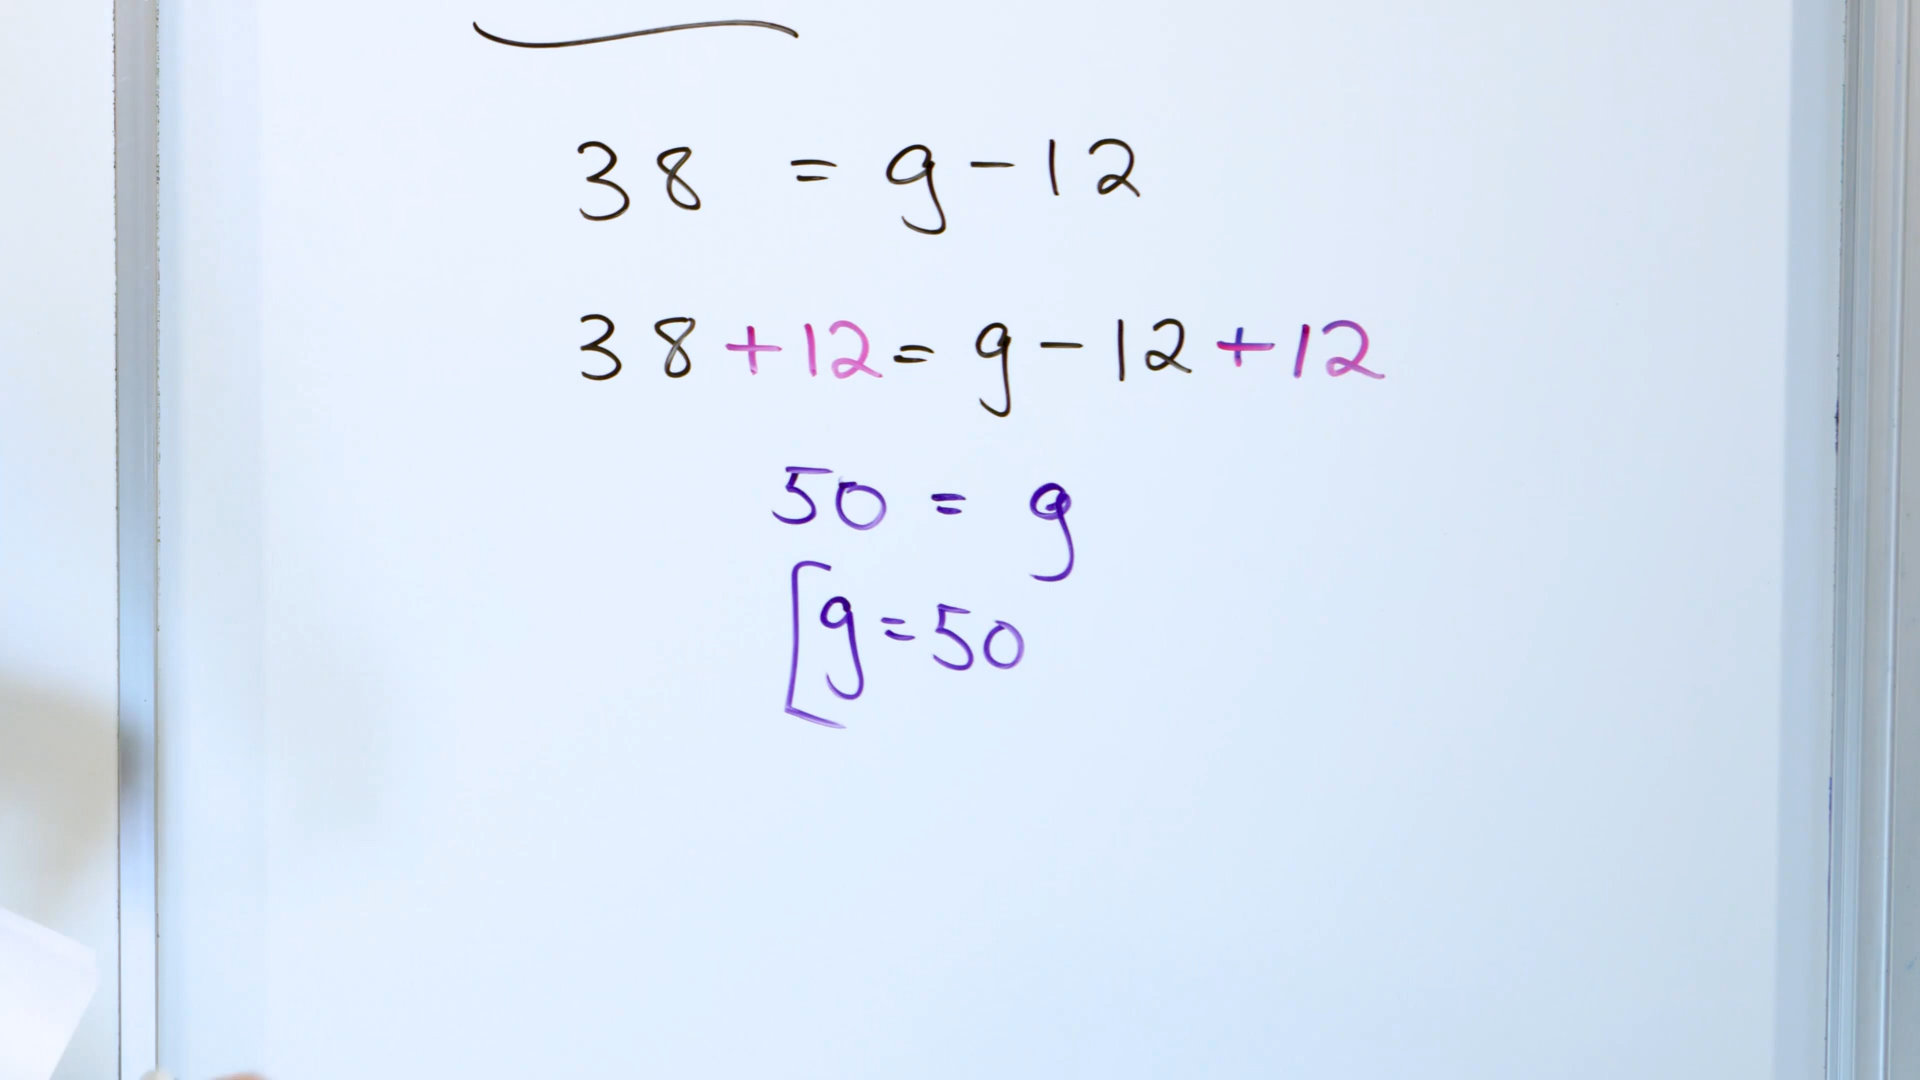 38 = g - 12
38 + 12 = g - 12 + 12
50 = g
[g = 50